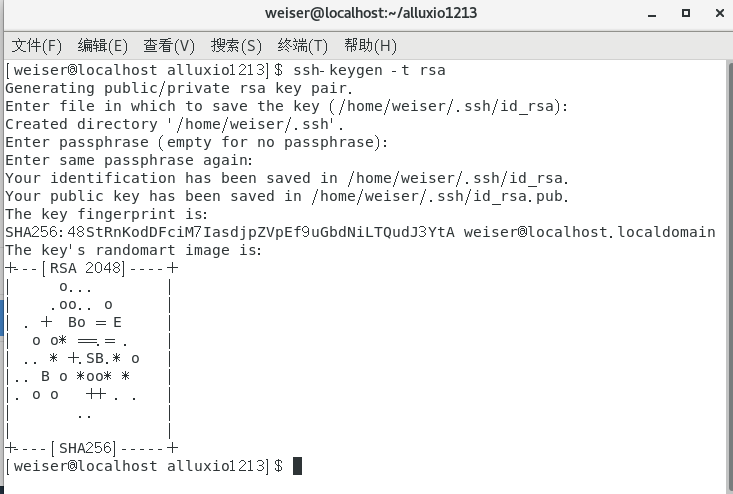 weiser@localhost:~/alluxio1213
文件(F) 编辑(E) 查看(V) 搜索(S) 终端(T) 帮助(H)
[weiser@localhost alluxio1213]$ ssh-keygen -t rsa
Generating public/private rsa key pair.
Enter file in which to save the key (/home/weiser/.ssh/id_rsa):
Created directory '/home/weiser/.ssh'.
Enter passphrase (empty for no passphrase):
Enter same passphrase again:
Your identification has been saved in /home/weiser/.ssh/id_rsa.
Your public key has been saved in /home/weiser/.ssh/id_rsa.pub.
The key fingerprint is:
SHA256:48StRnKodDFciM7IasdjpZVpEf9uGbdNiLTQudJ3YtA weiser@localhost.localdomain
The key's randomart image is:
+---[RSA 2048]----+
|     o...        |
|    .oo.. o      |
| . +  Bo = E     |
|  o o* ==.= .    |
| .. * +.SB.* o   |
|.. B o *oo* *    |
|. o o   ++ . .   |
|       ..        |
|                 |
+----[SHA256]-----+
[weiser@localhost alluxio1213]$